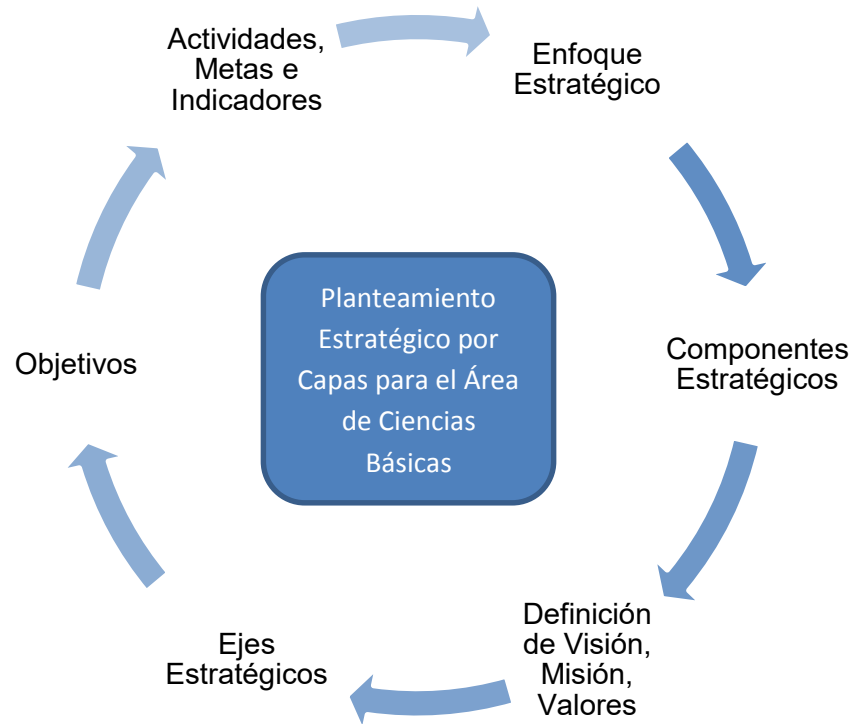 Actividades,
Metas e
Indicadores
Enfoque
Estratégico
Componentes
Estratégicos
Definición
de Visión,
Misión,
Valores
Ejes
Estratégicos
Objetivos
Planteamiento
Estratégico por
Capas para el Área
de Ciencias
Básicas